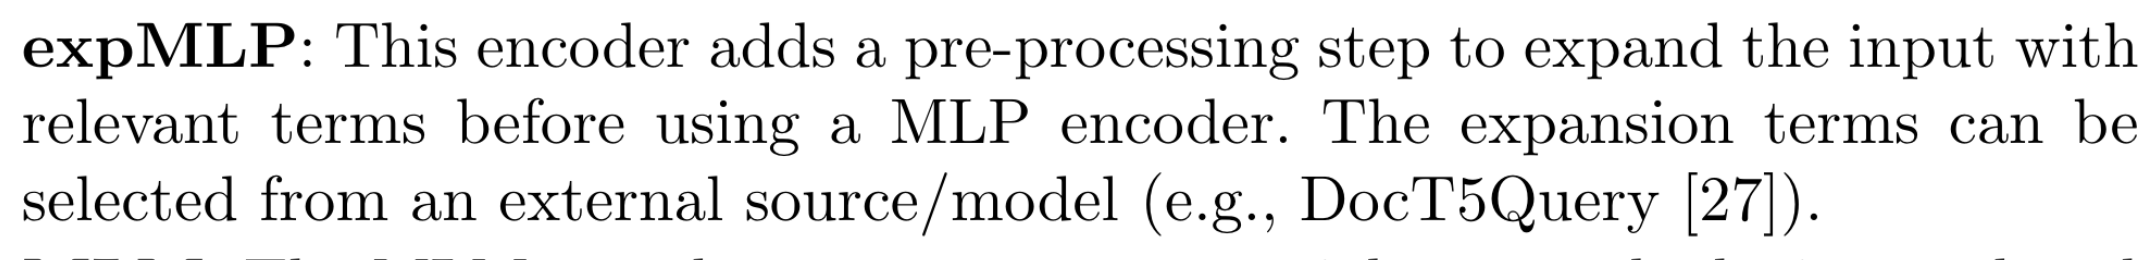 expMLP: This encoder adds a pre-processing step to expand the input with
relevant terms before using a MLP encoder. The expansion terms can be
selected from an external source/model (e.g., DocT5Query [27]).